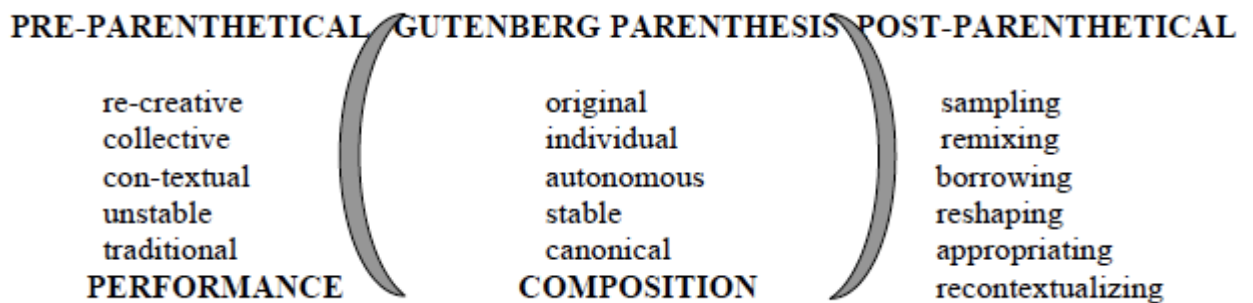 PRE-PARENTHETICAL GUTENBERG PARENTHESIS POST-PARENTHETICAL
re-creative original sampling
collective individual remixing
con-textual autonomous borrowing
unstable stable reshaping
traditional canonical appropriating
PERFORMANCE COMPOSITION recontextualizing